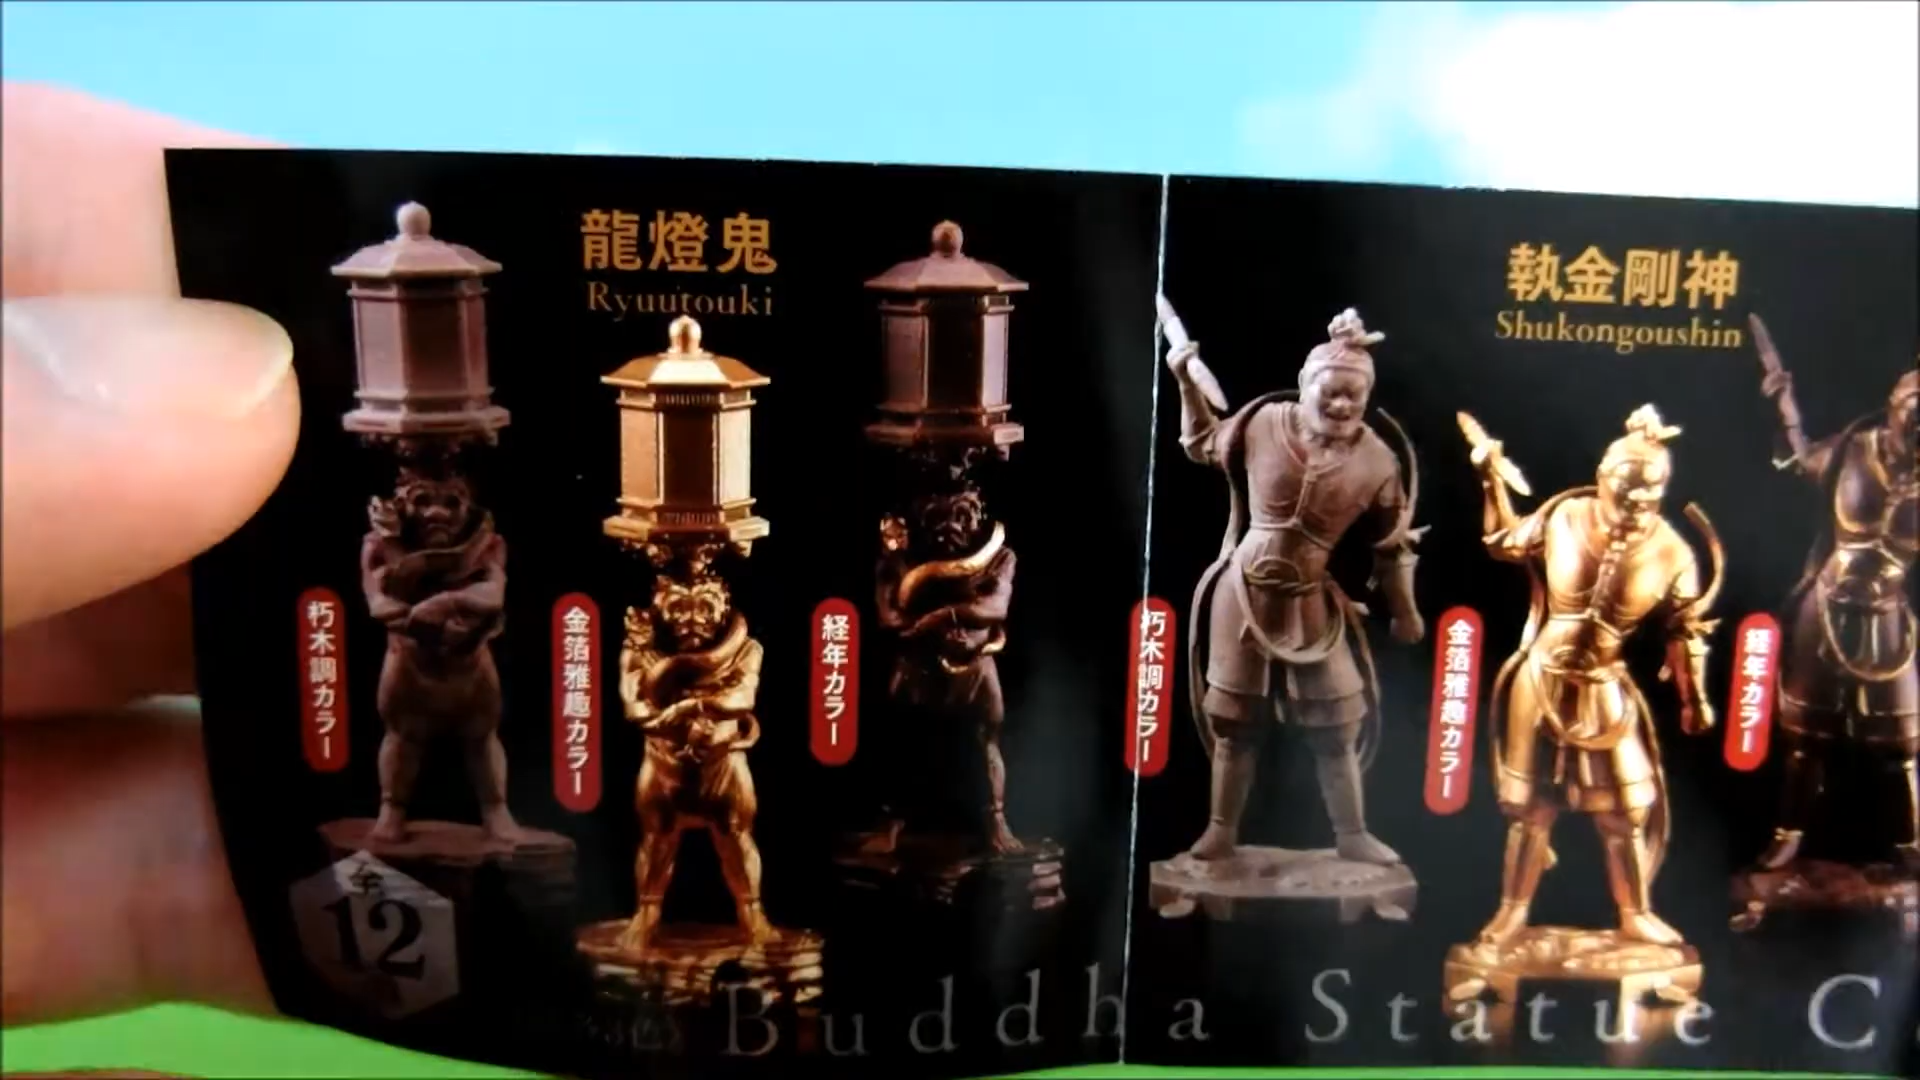 龍燈鬼
Ryuutouki
朽木調カラー
金箔雅趣カラー
経年カラー
執金剛神
Shukongoushin
朽木調カラー
金箔雅趣カラー
経年カラー
全
12
Buddha Statue C